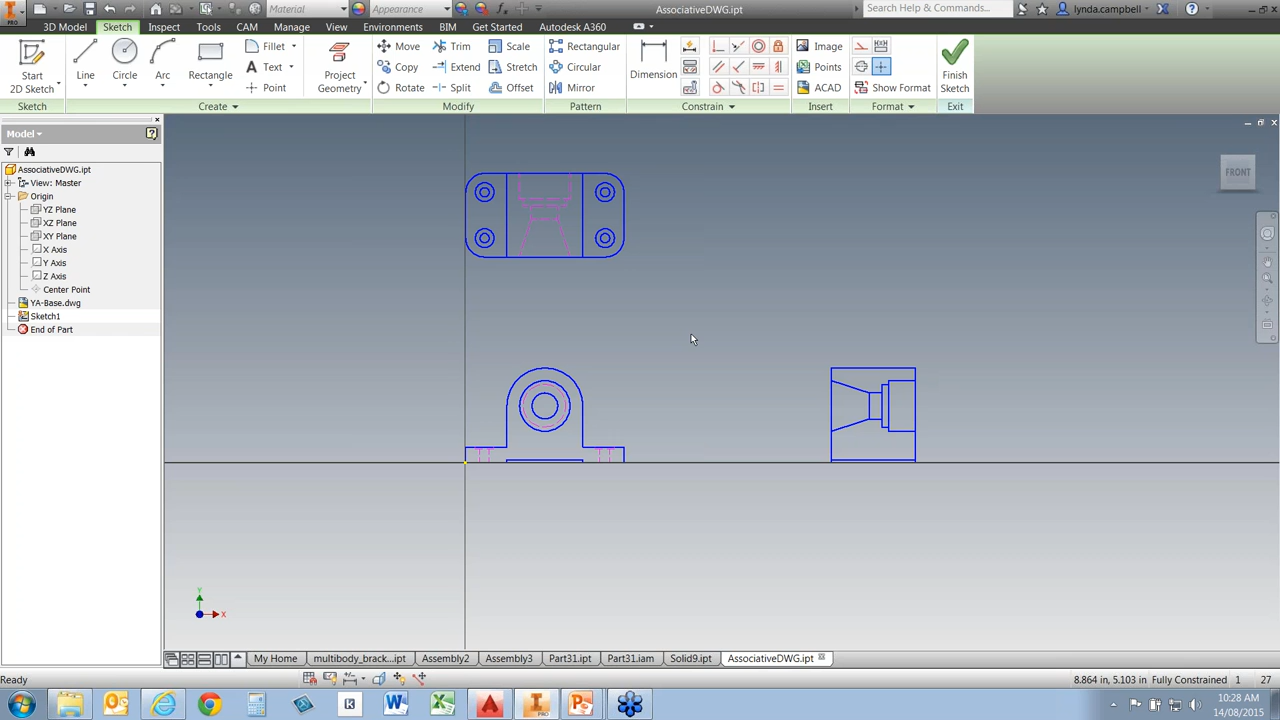 PRO
Material
Appearance
AssociativeDWG.ipt
Search Help & Commands...
lynda.campbell
3D Model Sketch Inspect Tools CAM Manage View Environments BIM Get Started Autodesk A360
Start
2D Sketch
Line
Circle
Arc
Rectangle
Fillet
Text
Point
Project
Geometry
Move
Copy
Rotate
Trim
Extend
Split
Scale
Stretch
Offset
Rectangular
Circular
Mirror
Dimension
Image
Points
ACAD
Show Format
Finish
Sketch
Sketch Create Modify Pattern Constrain Insert Format Exit
Model
AssociativeDWG.ipt
View: Master
Origin
YZ Plane
XZ Plane
XY Plane
X Axis
Y Axis
Z Axis
Center Point
YA-Base.dwg
Sketch1
End of Part
FRONT
Y
X
My Home multibody_brack...ipt Assembly2 Assembly3 Part31.ipt Part31.iam Solid9.ipt AssociativeDWG.ipt
Ready
8.864 in, 5.103 in Fully Constrained 1 27
10:28 AM
14/08/2015